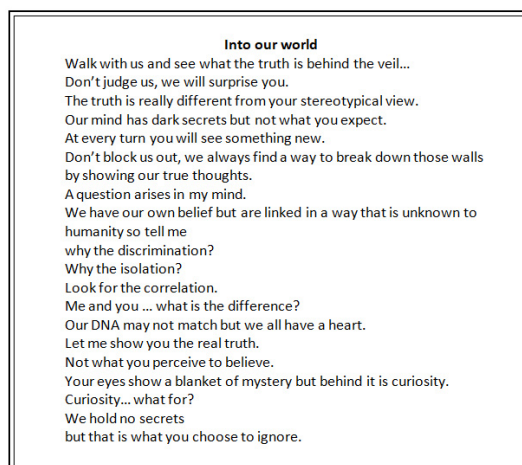 Into our world
Walk with us and see what the truth is behind the veil…
Don’t judge us, we will surprise you.
The truth is really different from your stereotypical view.
Our mind has dark secrets but not what you expect.
At every turn you will see something new.
Don’t block us out, we always find a way to break down those walls
by showing our true thoughts.
A question arises in my mind.
We have our own belief but are linked in a way that is unknown to
humanity so tell me
why the discrimination?
Why the isolation?
Look for the correlation.
Me and you … what is the difference?
Our DNA may not match but we all have a heart.
Let me show you the real truth.
Not what you perceive to believe.
Your eyes show a blanket of mystery but behind it is curiosity.
Curiosity… what for?
We hold no secrets
but that is what you choose to ignore.